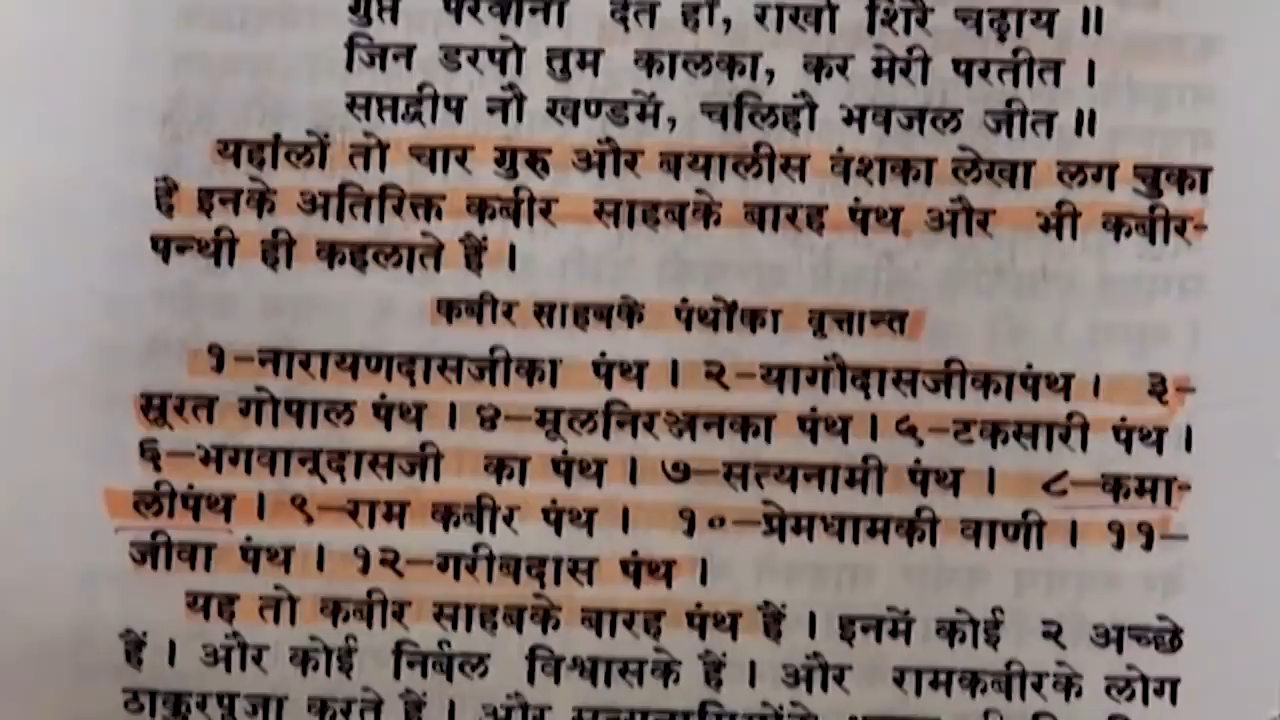 गुप्त परवाना देत हौं, राखो शिरै चढ़ाय ॥
जिन डरपो तुम कालका, कर मेरी परतीत ।
सप्तद्वीप नौ खण्डमें, चलिहौ भवजल जीत ॥
यहांलों तो चार गुरु और बयालीस वंशका लेखा लग चुका
है इनके अतिरिक्त कबीर साहबके बारह पंथ और भी कबीर-
पन्थी ही कहलाते हैं ।
कबीर साहबके पंथोंका वृत्तान्त
१-नारायणदासजीका पंथ । २-यागौदासजीकापंथ । ३-
सूरत गोपाल पंथ । ४-मूलनिरञ्जनका पंथ । ५-टकसारी पंथ ।
६-भगवान्दासजी का पंथ । ७-सत्यनामी पंथ । ८-कमा-
लीपंथ । ९-राम कबीर पंथ । १०-प्रेमधामकी वाणी । ११-
जीवा पंथ । १२-गरीबदास पंथ ।
यह तो कबीर साहबके बारह पंथ हैं । इनमें कोई २ अच्छे
हैं । और कोई निर्बल विश्वासके हैं । और रामकबीरके लोग
ठाकुरपूजा करते हैं । और